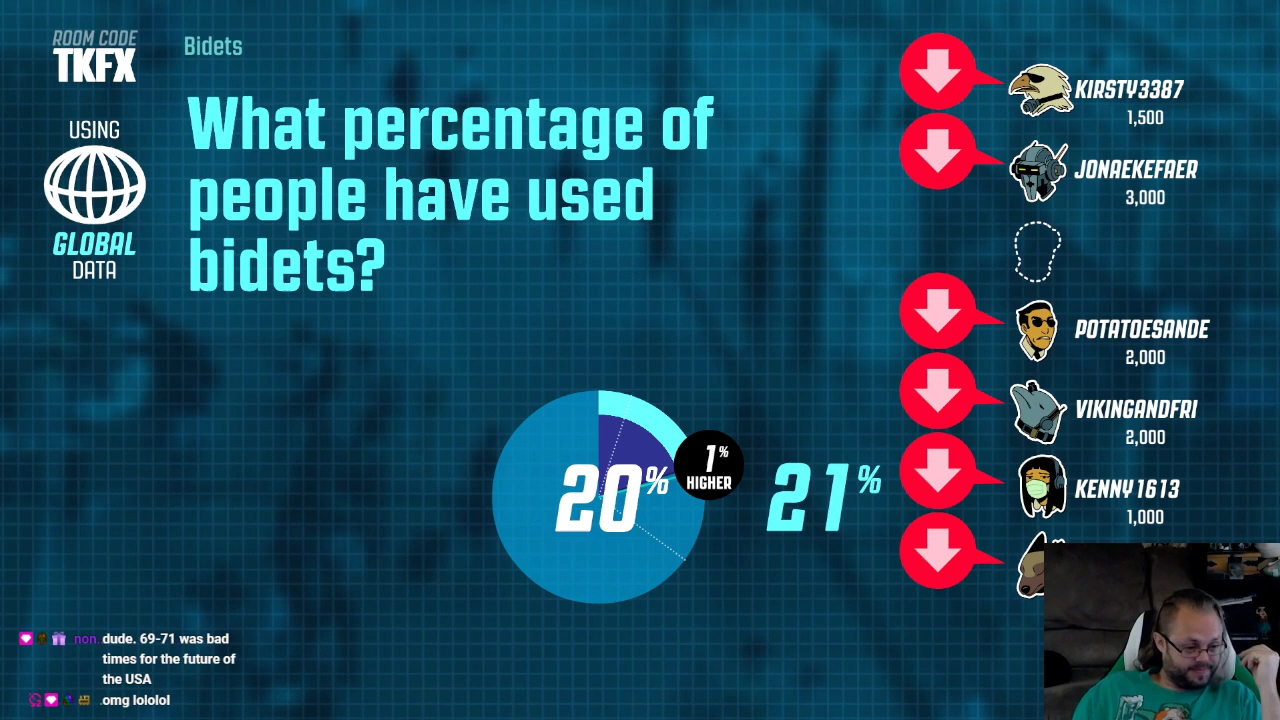 ROOM CODE
TKFX
USING
GLOBAL
DATA
Bidets
What percentage of
people have used
bidets?
20%
1%
HIGHER
21%
KIRSTY3387
1,500
JONAEKEFAER
3,000
POTATOESANDE
2,000
VIKINGANDFRI
2,000
KENNY1613
1,000
non. dude. 69-71 was bad
times for the future of
the USA
.omg lololol